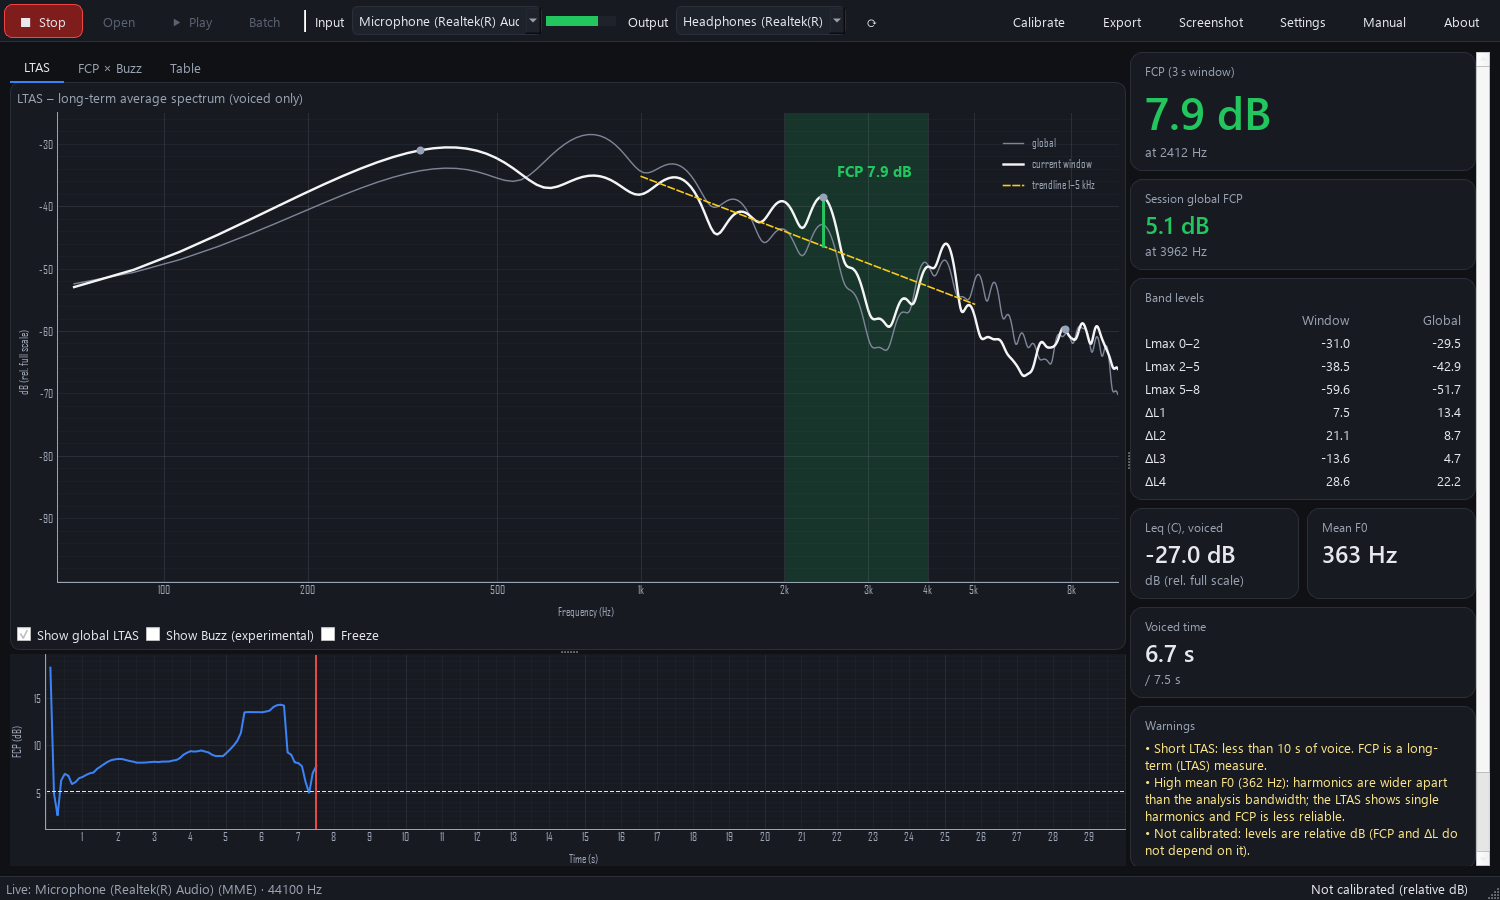 Stop Open Play Batch Input Microphone (Realtek(R) Auc Output Headphones (Realtek(R) Calibrate Export Screenshot Settings Manual About
LTAS FCP × Buzz Table
LTAS – long-term average spectrum (voiced only)
global
current window
trendline 1–5 kHz
FCP 7.9 dB
-30
-40
-50
-60
-70
-80
-90
dB (rel. full scale)
100 200 500 1k 2k 3k 4k 5k 8k
Frequency (Hz)
Show global LTAS Show Buzz (experimental) Freeze
15
10
5
FCP (dB)
1 2 3 4 5 6 7 8 9 10 11 12 13 14 15 16 17 18 19 20 21 22 23 24 25 26 27 28 29
Time (s)
FCP (3 s window)
7.9 dB
at 2412 Hz
Session global FCP
5.1 dB
at 3962 Hz
Band levels
Window Global
Lmax 0–2 -31.0 -29.5
Lmax 2–5 -38.5 -42.9
Lmax 5–8 -59.6 -51.7
ΔL1 7.5 13.4
ΔL2 21.1 8.7
ΔL3 -13.6 4.7
ΔL4 28.6 22.2
Leq (C), voiced
-27.0 dB
dB (rel. full scale)
Mean F0
363 Hz
Voiced time
6.7 s
/ 7.5 s
Warnings
• Short LTAS: less than 10 s of voice. FCP is a long-
term (LTAS) measure.
• High mean F0 (362 Hz): harmonics are wider apart
than the analysis bandwidth; the LTAS shows single
harmonics and FCP is less reliable.
• Not calibrated: levels are relative dB (FCP and ΔL do
not depend on it).
Live: Microphone (Realtek(R) Audio) (MME) · 44100 Hz
Not calibrated (relative dB)